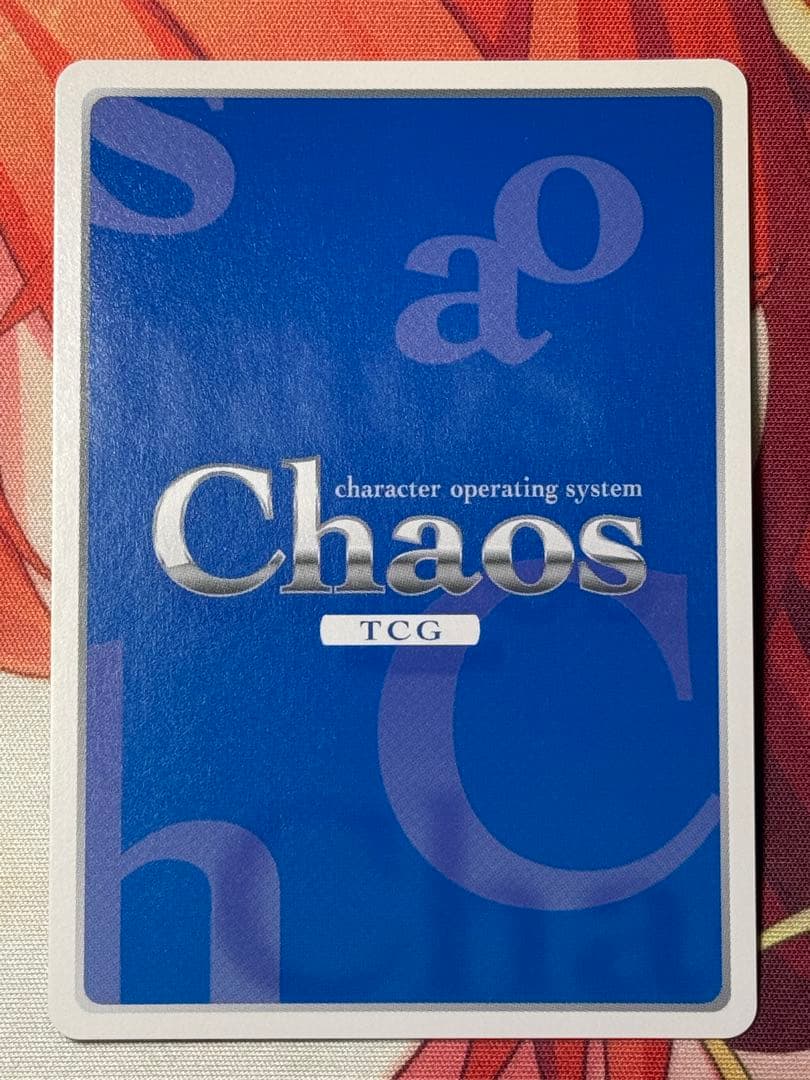 s
o
a
character operating system
Chaos
TCG
C
h